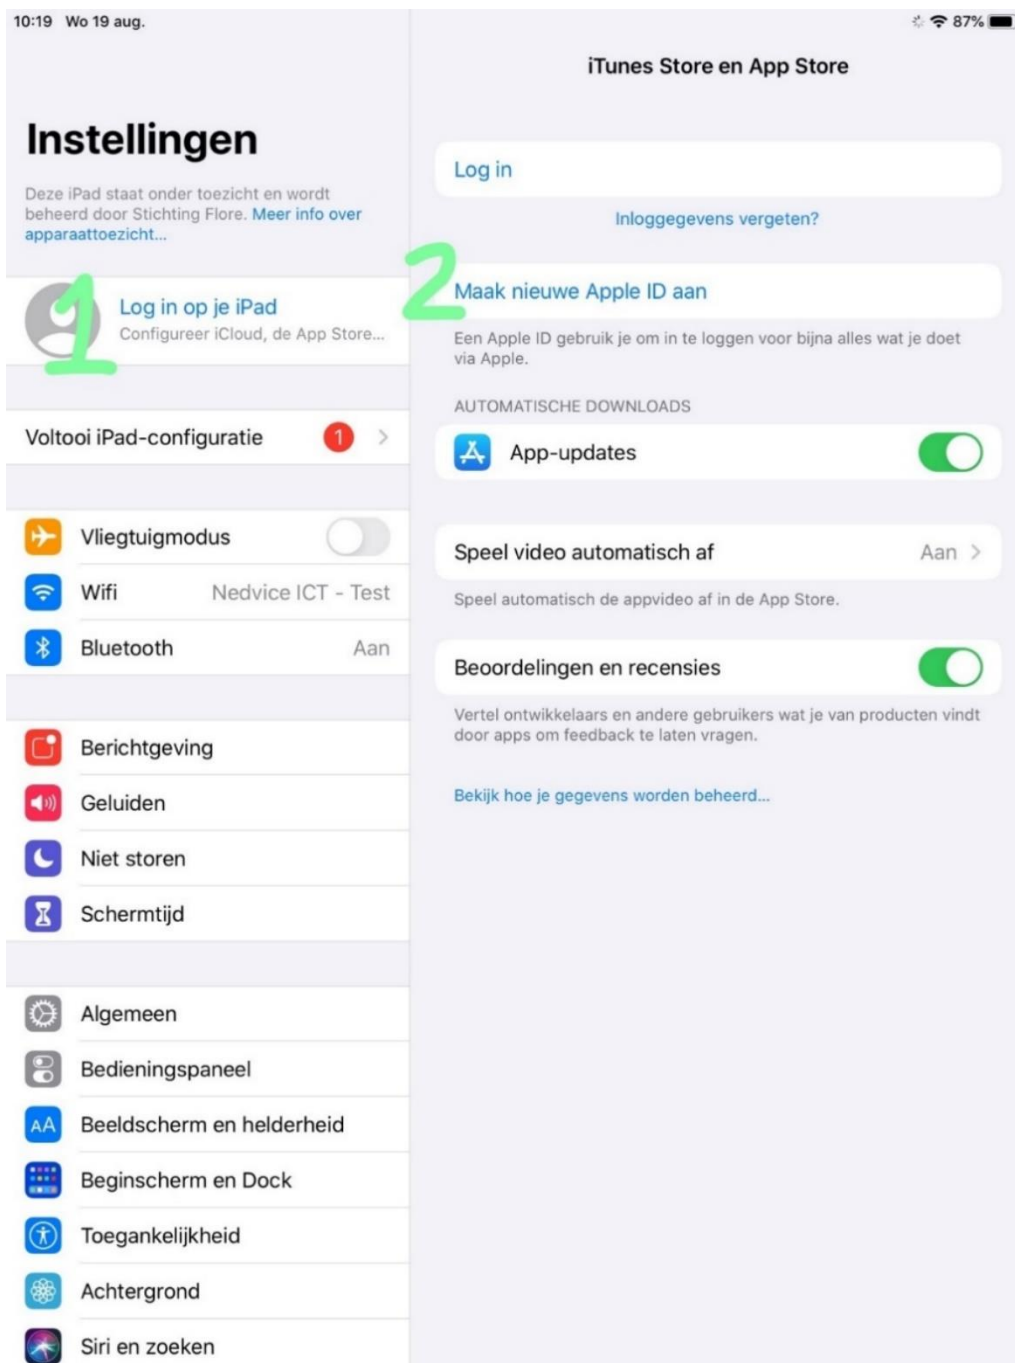 10:19 Wo 19 aug.
87%
Instellingen
Deze iPad staat onder toezicht en wordt
beheerd door Stichting Flore. Meer info over
apparaattoezicht...
1
Log in op je iPad
Configureer iCloud, de App Store...
Voltooi iPad-configuratie 1
Vliegtuigmodus
Wifi Nedvice ICT - Test
Bluetooth Aan
Berichtgeving
Geluiden
Niet storen
Schermtijd
Algemeen
Bedieningspaneel
AA Beeldscherm en helderheid
Beginscherm en Dock
Toegankelijkheid
Achtergrond
Siri en zoeken
iTunes Store en App Store
Log in
Inloggegevens vergeten?
2
Maak nieuwe Apple ID aan
Een Apple ID gebruik je om in te loggen voor bijna alles wat je doet
via Apple.
AUTOMATISCHE DOWNLOADS
App-updates
Speel video automatisch af Aan
Speel automatisch de appvideo af in de App Store.
Beoordelingen en recensies
Vertel ontwikkelaars en andere gebruikers wat je van producten vindt
door apps om feedback te laten vragen.
Bekijk hoe je gegevens worden beheerd...